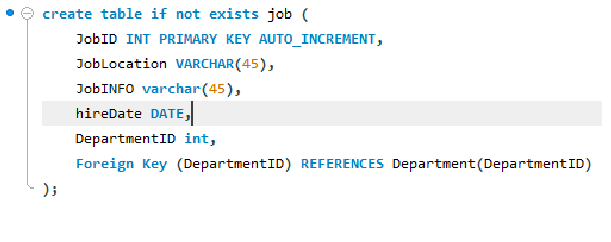 create table if not exists job (
JobID INT PRIMARY KEY AUTO_INCREMENT,
JobLocation VARCHAR(45),
JobINFO varchar(45),
hireDate DATE,
DepartmentID int,
Foreign Key (DepartmentID) REFERENCES Department(DepartmentID)
);